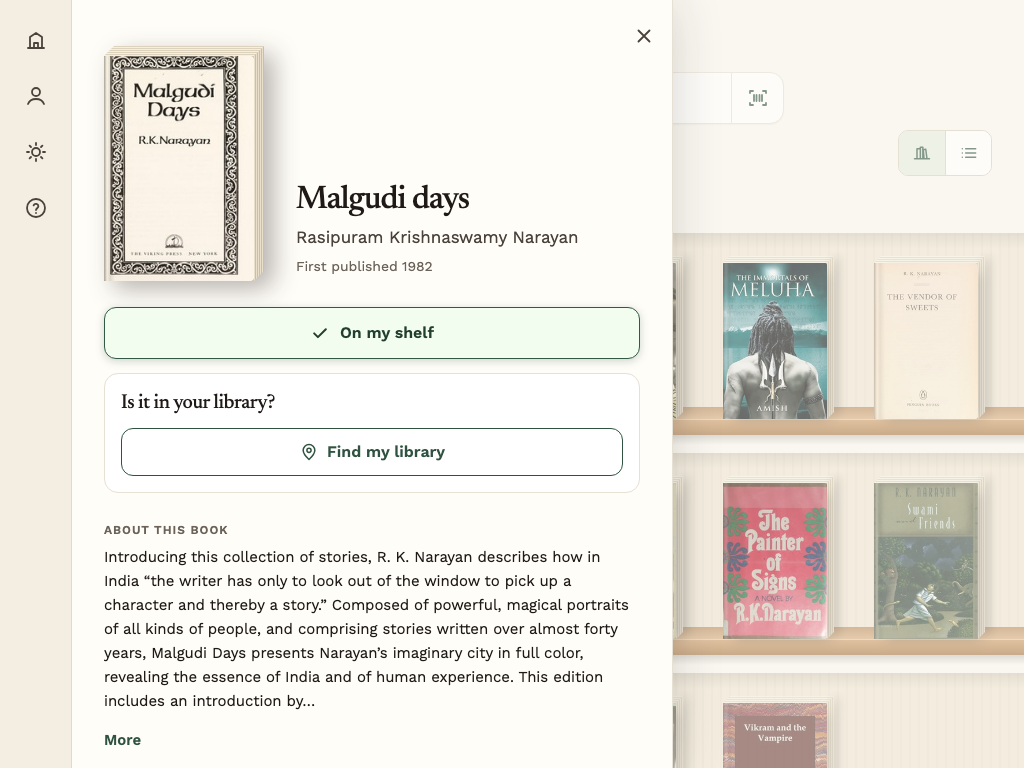 Malgudi
Days
R.K.Narayan
THE VIKING PRESS · NEW YORK
Malgudi days
Rasipuram Krishnaswamy Narayan
First published 1982
On my shelf
Is it in your library?
Find my library
ABOUT THIS BOOK
Introducing this collection of stories, R. K. Narayan describes how in
India “the writer has only to look out of the window to pick up a
character and thereby a story.” Composed of powerful, magical portraits
of all kinds of people, and comprising stories written over almost forty
years, Malgudi Days presents Narayan’s imaginary city in full color,
revealing the essence of India and of human experience. This edition
includes an introduction by…
More
THE IMMORTALS OF
MELUHA
AMISH
R. K. NARAYAN
THE VENDOR OF
SWEETS
The
Painter
of
Signs
A NOVEL BY
R.K.Narayan
R. K. NARAYAN
Swami
and Friends
Vikram and the
Vampire